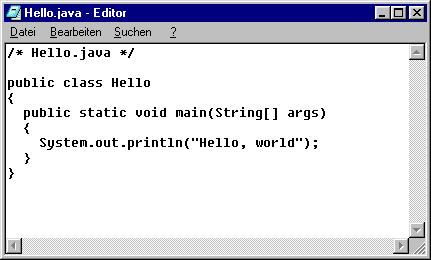 Hello.java - Editor
Datei Bearbeiten Suchen ?
/* Hello.java */
public class Hello
{
  public static void main(String[] args)
  {
    System.out.println("Hello, world");
  }
}